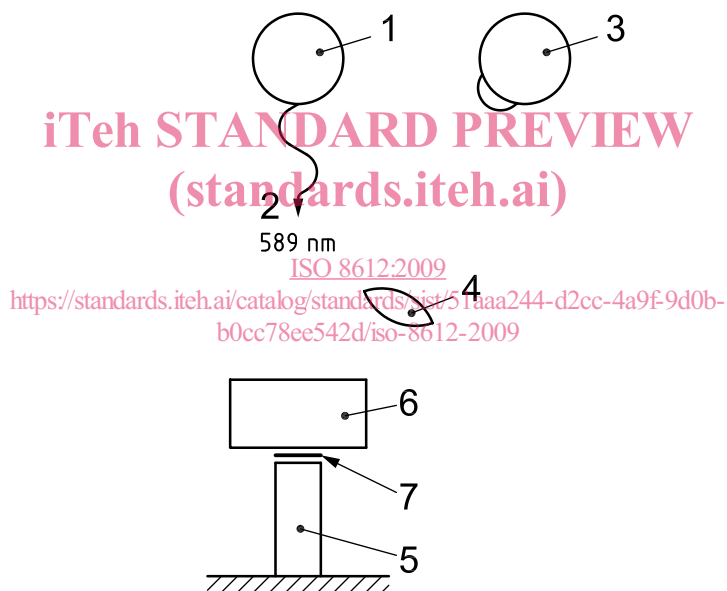 1
3
iTeh STANDARD PREVIEW
(standards.iteh.ai)
2
589 nm
ISO 8612:2009
4
https://standards.iteh.ai/catalog/standards/sist/51aaa244-d2cc-4a9f-9d0b-
b0cc78ee542d/iso-8612-2009
6
7
5